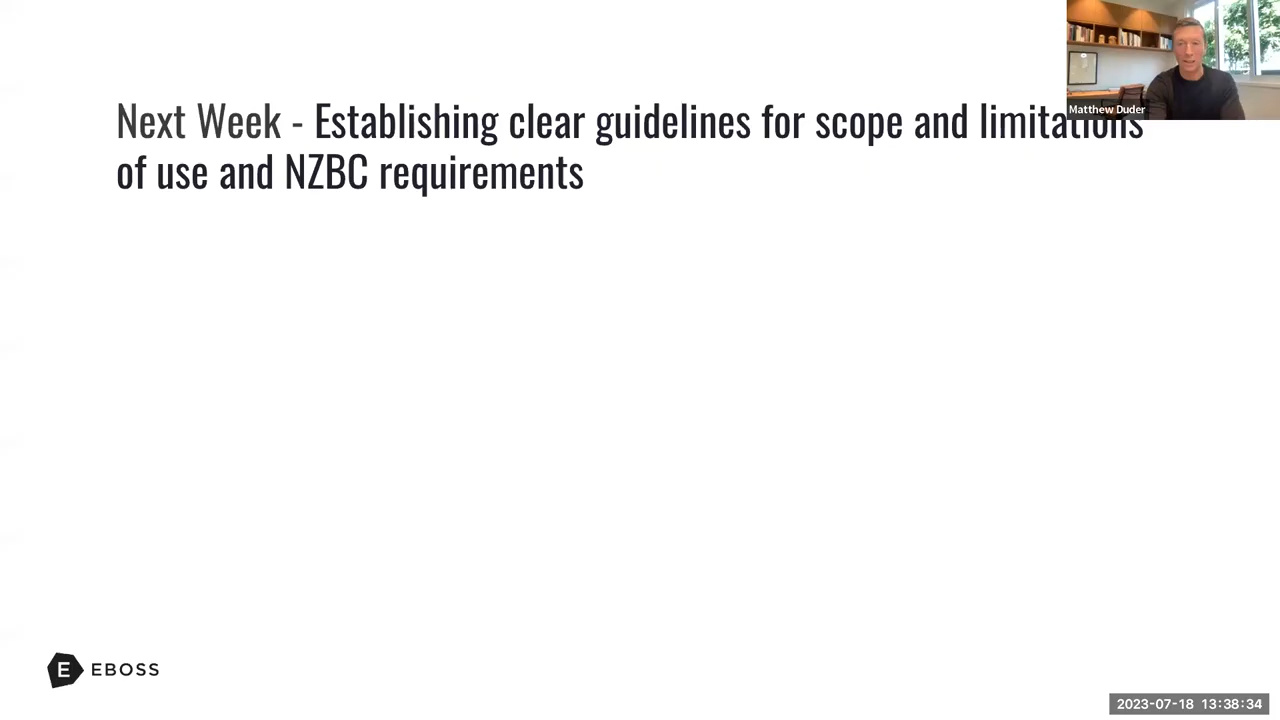 Matthew Duder
Next Week - Establishing clear guidelines for scope and limitations
of use and NZBC requirements
E EBOSS
2023-07-18 13:38:34